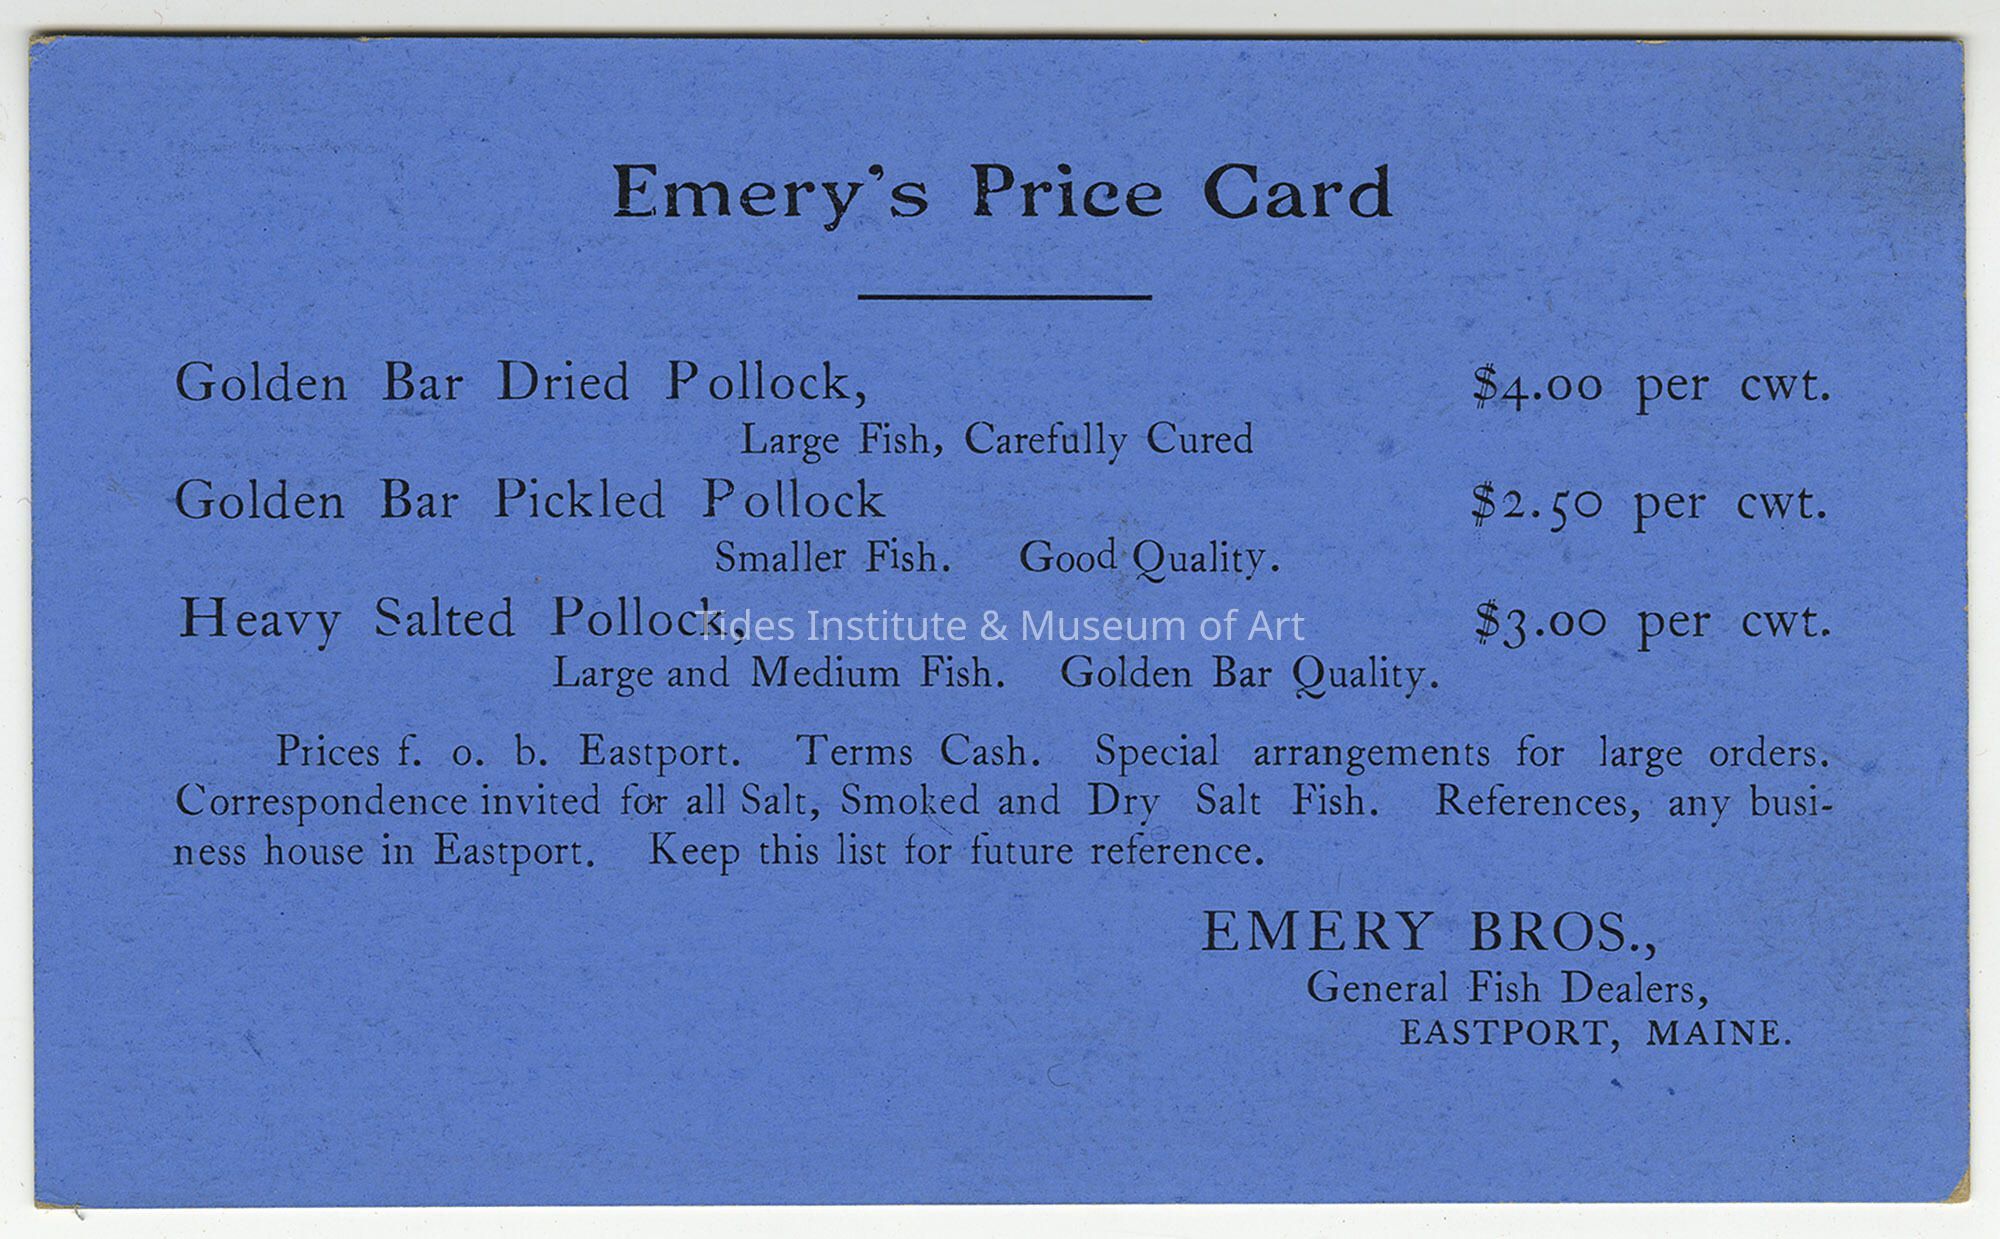 Emery's Price Card
Golden Bar Dried Pollock, $4.00 per cwt.
Large Fish, Carefully Cured
Golden Bar Pickled Pollock $2.50 per cwt.
Smaller Fish. Good Quality.
Heavy Salted Pollock, $3.00 per cwt.
Tides Institute & Museum of Art
Large and Medium Fish. Golden Bar Quality.
Prices f. o. b. Eastport. Terms Cash. Special arrangements for large orders.
Correspondence invited for all Salt, Smoked and Dry Salt Fish. References, any busi-
ness house in Eastport. Keep this list for future reference.
EMERY BROS.,
General Fish Dealers,
EASTPORT, MAINE.